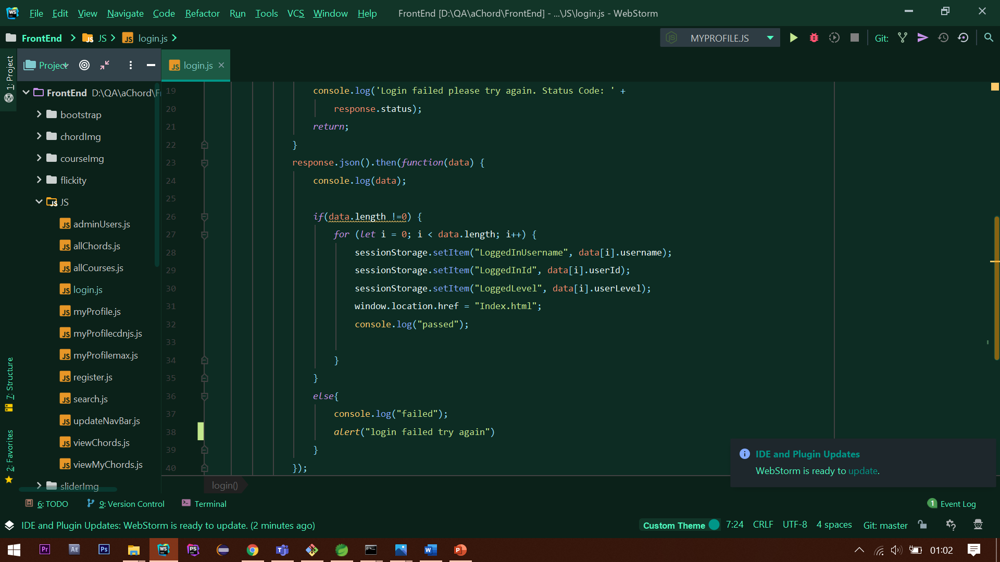 File Edit View Navigate Code Refactor Run Tools VCS Window Help FrontEnd [D:\QA\aChord\FrontEnd] - ...\JS\login.js - WebStorm
FrontEnd JS login.js MYPROFILE.JS Git:
1: Project
Project login.js
FrontEnd D:\QA\aChord\F
bootstrap
chordImg
courseImg
flickity
JS
adminUsers.js
allChords.js
allCourses.js
login.js
myProfile.js
myProfilecdnjs.js
myProfilemax.js
register.js
search.js
updateNavBar.js
viewChords.js
viewMyChords.js
sliderImg
7: Structure
2: Favorites
19 console.log('Login failed please try again. Status Code: ' +
20 response.status);
21 return;
22 }
23 response.json().then(function(data) {
24 console.log(data);
25
26 if(data.length !=0) {
27 for (let i = 0; i < data.length; i++) {
28 sessionStorage.setItem("LoggedInUsername", data[i].username);
29 sessionStorage.setItem("LoggedInId", data[i].userId);
30 sessionStorage.setItem("LoggedLevel", data[i].userLevel);
31 window.location.href = "Index.html";
32 console.log("passed");
33
34 }
35 }
36 else{
37 console.log("failed");
38 alert("login failed try again")
39 }
40 });
login()
IDE and Plugin Updates
WebStorm is ready to update.
6: TODO 9: Version Control Terminal 1 Event Log
IDE and Plugin Updates: WebStorm is ready to update. (2 minutes ago) Custom Theme 7:24 CRLF UTF-8 4 spaces Git: master
01:02